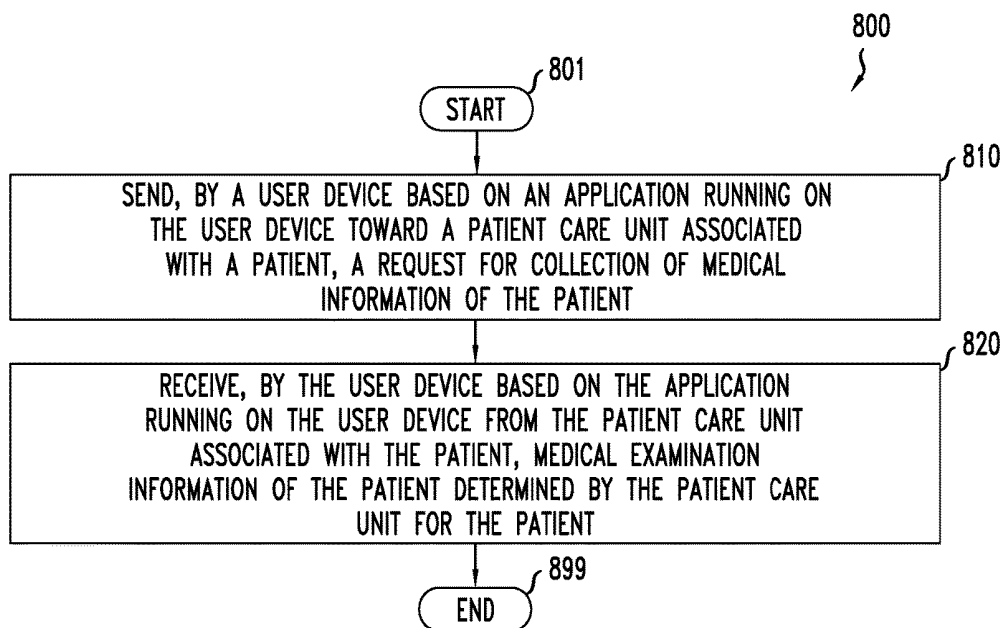 800
801
START
810
SEND, BY A USER DEVICE BASED ON AN APPLICATION RUNNING ON
THE USER DEVICE TOWARD A PATIENT CARE UNIT ASSOCIATED
WITH A PATIENT, A REQUEST FOR COLLECTION OF MEDICAL
INFORMATION OF THE PATIENT
820
RECEIVE, BY THE USER DEVICE BASED ON THE APPLICATION
RUNNING ON THE USER DEVICE FROM THE PATIENT CARE UNIT
ASSOCIATED WITH THE PATIENT, MEDICAL EXAMINATION
INFORMATION OF THE PATIENT DETERMINED BY THE PATIENT CARE
UNIT FOR THE PATIENT
899
END